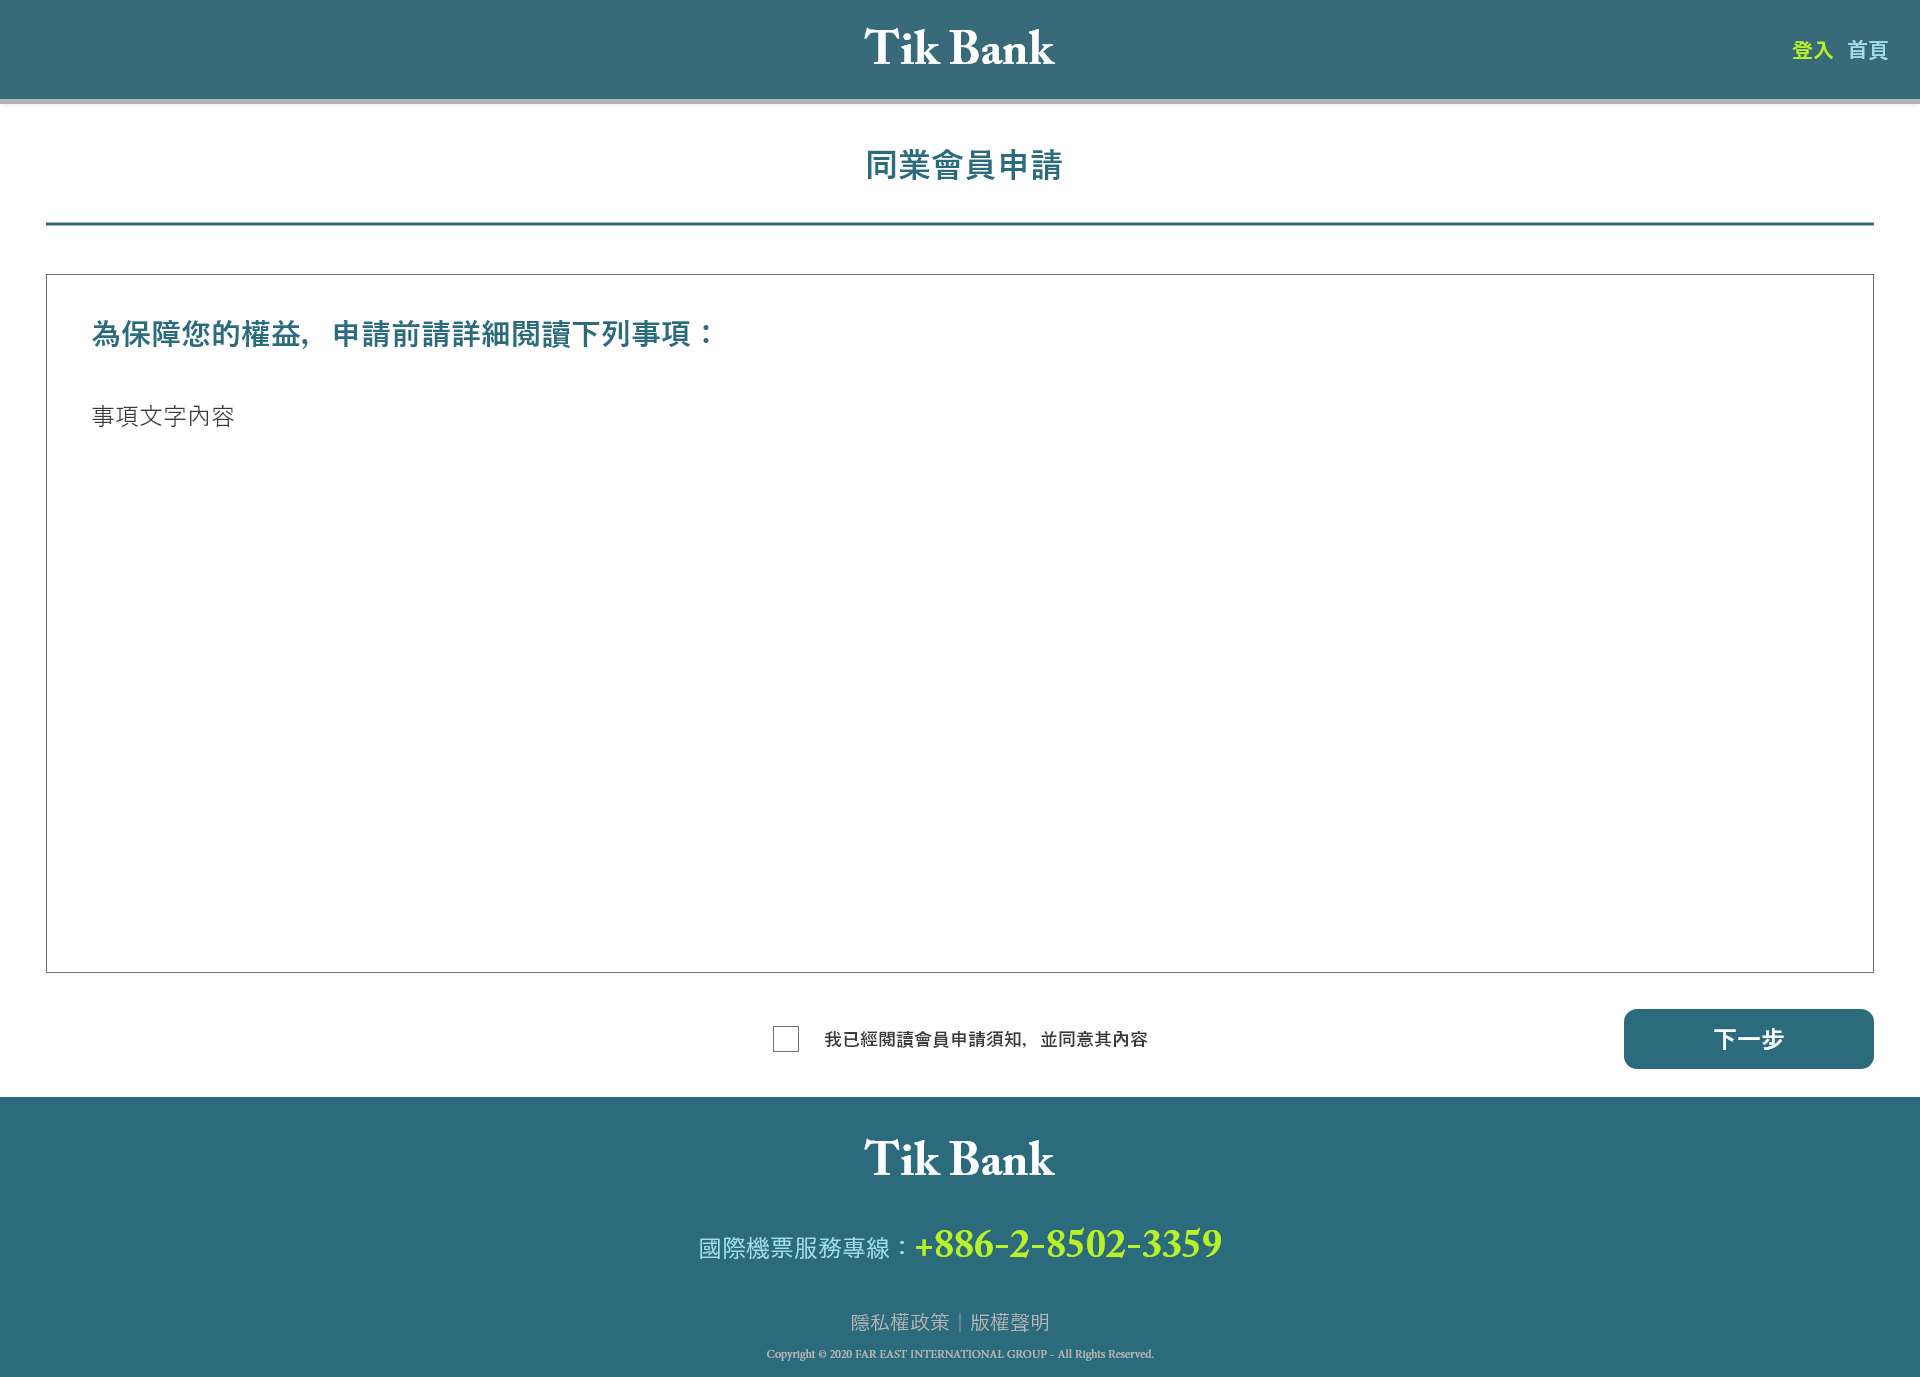 Tik Bank
登入 首頁
同業會員申請
為保障您的權益，申請前請詳細閱讀下列事項：
事項文字內容
我已經閱讀會員申請須知，並同意其內容
下一步
Tik Bank
國際機票服務專線：+886-2-8502-3359
隱私權政策｜版權聲明
Copyright © 2020 FAR EAST INTERNATIONAL GROUP - All Rights Reserved.